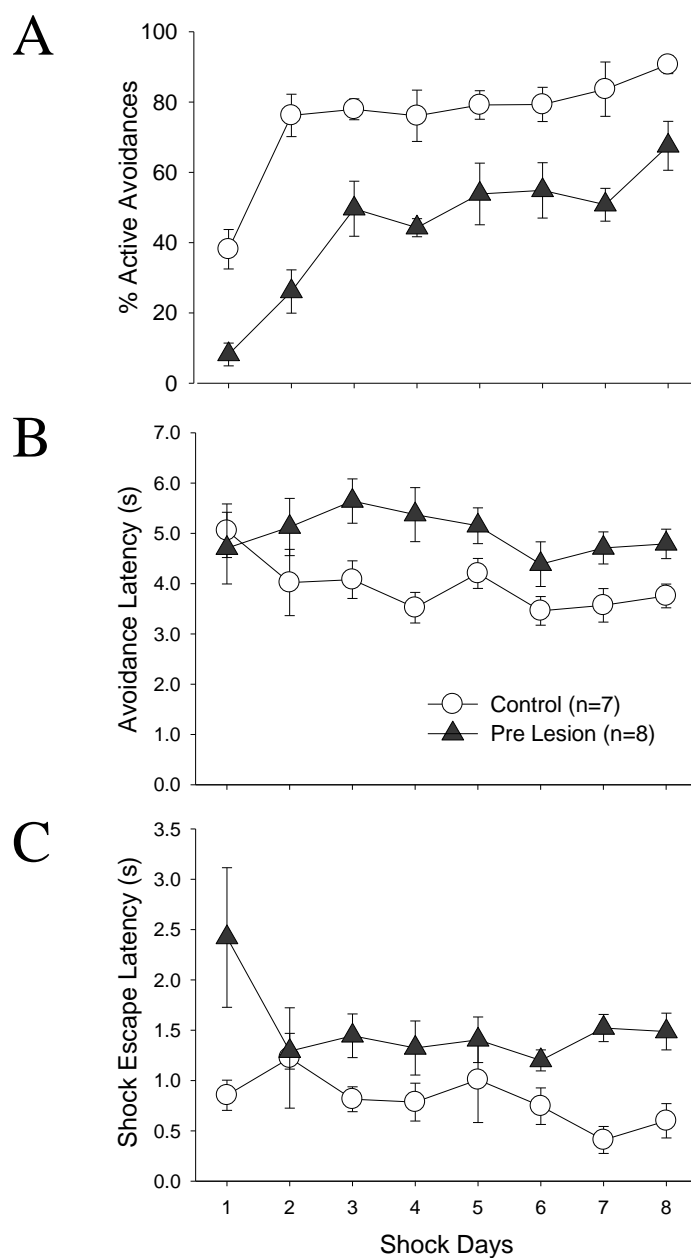 A
% Active Avoidances
100
80
60
40
20
0
B
Avoidance Latency (s)
7.0
6.0
5.0
4.0
3.0
2.0
1.0
0.0
Control (n=7)
Pre Lesion (n=8)
C
Shock Escape Latency (s)
3.5
3.0
2.5
2.0
1.5
1.0
0.5
0.0
1 2 3 4 5 6 7 8
Shock Days